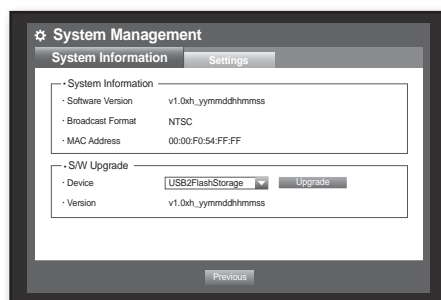 System Management
System Information
Settings
• System Information
· Software Version v1.0xh_yymmddhhmmss
· Broadcast Format NTSC
· MAC Address 00:00:F0:54:FF:FF
• S/W Upgrade
· Device USB2FlashStorage Upgrade
· Version v1.0xh_yymmddhhmmss
Previous